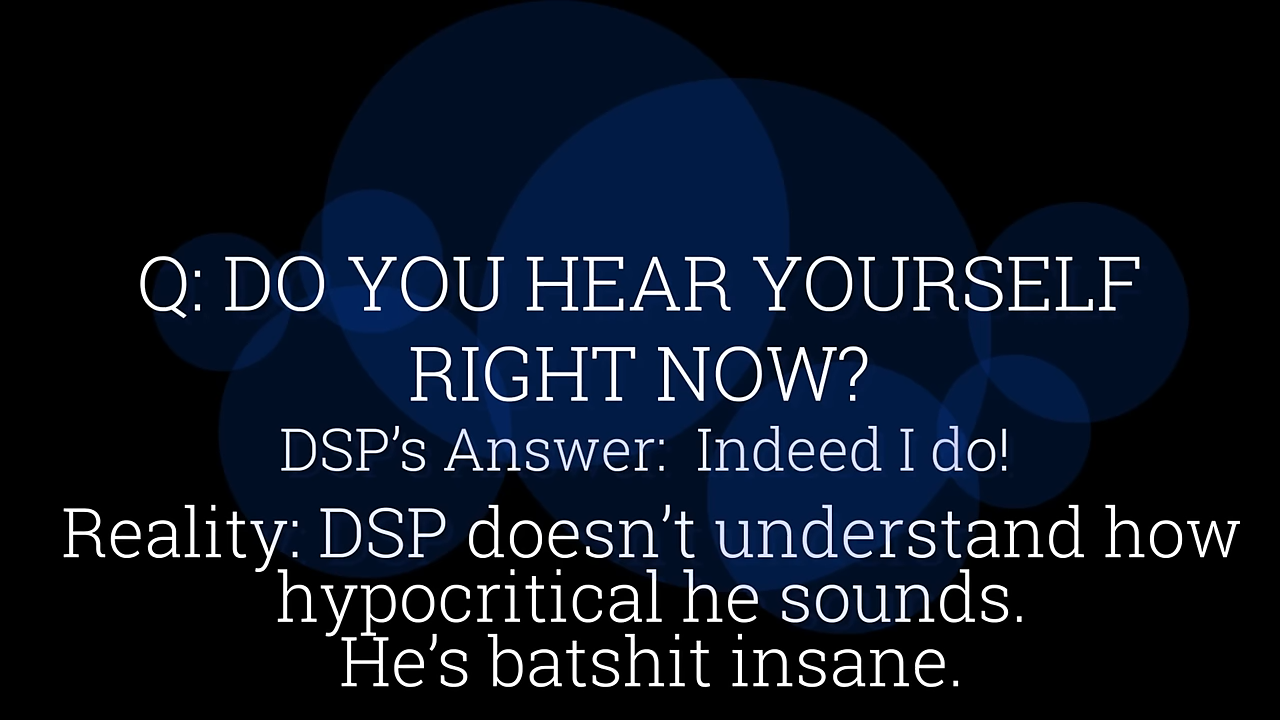 Q: DO YOU HEAR YOURSELF
RIGHT NOW?
DSP’s Answer: Indeed I do!
Reality: DSP doesn’t understand how
hypocritical he sounds.
He’s batshit insane.